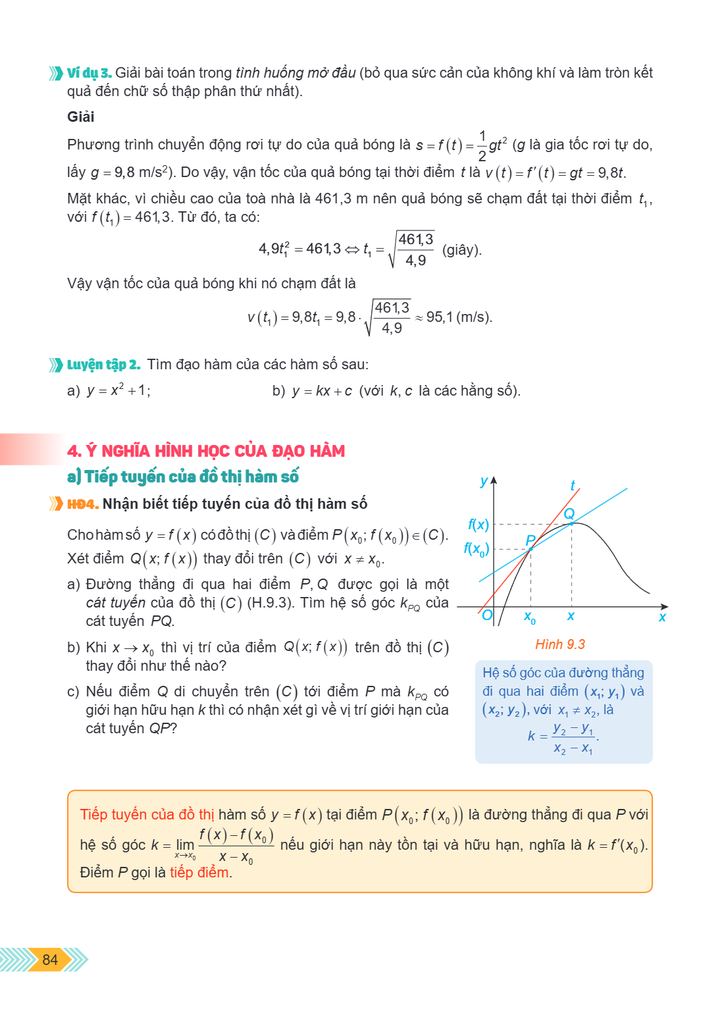 Ví dụ 3. Giải bài toán trong tình huống mở đầu (bỏ qua sức cản của không khí và làm tròn kết
quả đến chữ số thập phân thứ nhất).
Giải
Phương trình chuyển động rơi tự do của quả bóng là s = f(t) = 1/2 gt² (g là gia tốc rơi tự do,
lấy g = 9,8 m/s²). Do vậy, vận tốc của quả bóng tại thời điểm t là v(t) = f′(t) = gt = 9,8t.
Mặt khác, vì chiều cao của toà nhà là 461,3 m nên quả bóng sẽ chạm đất tại thời điểm t₁,
với f(t₁) = 461,3. Từ đó, ta có:
4,9t₁² = 461,3 ⇔ t₁ = √(461,3/4,9) (giây).
Vậy vận tốc của quả bóng khi nó chạm đất là
v(t₁) = 9,8t₁ = 9,8 · √(461,3/4,9) ≈ 95,1 (m/s).
Luyện tập 2. Tìm đạo hàm của các hàm số sau:
a) y = x² + 1; b) y = kx + c (với k, c là các hằng số).
4. Ý NGHĨA HÌNH HỌC CỦA ĐẠO HÀM
a) Tiếp tuyến của đồ thị hàm số
HĐ4. Nhận biết tiếp tuyến của đồ thị hàm số
Cho hàm số y = f(x) có đồ thị (C) và điểm P(x₀; f(x₀)) ∈ (C).
Xét điểm Q(x; f(x)) thay đổi trên (C) với x ≠ x₀.
a) Đường thẳng đi qua hai điểm P, Q được gọi là một
cát tuyến của đồ thị (C) (H.9.3). Tìm hệ số góc k_PQ của
cát tuyến PQ.
b) Khi x → x₀ thì vị trí của điểm Q(x; f(x)) trên đồ thị (C)
thay đổi như thế nào?
c) Nếu điểm Q di chuyển trên (C) tới điểm P mà k_PQ có
giới hạn hữu hạn k thì có nhận xét gì về vị trí giới hạn của
cát tuyến QP?
y
t
Q
f(x)
P
f(x₀)
O
x₀
x
x
Hình 9.3
Hệ số góc của đường thẳng
đi qua hai điểm (x₁; y₁) và
(x₂; y₂), với x₁ ≠ x₂, là
k = (y₂ − y₁)/(x₂ − x₁).
Tiếp tuyến của đồ thị hàm số y = f(x) tại điểm P(x₀; f(x₀)) là đường thẳng đi qua P với
hệ số góc k = lim x→x₀ (f(x) − f(x₀))/(x − x₀) nếu giới hạn này tồn tại và hữu hạn, nghĩa là k = f′(x₀).
Điểm P gọi là tiếp điểm.
84